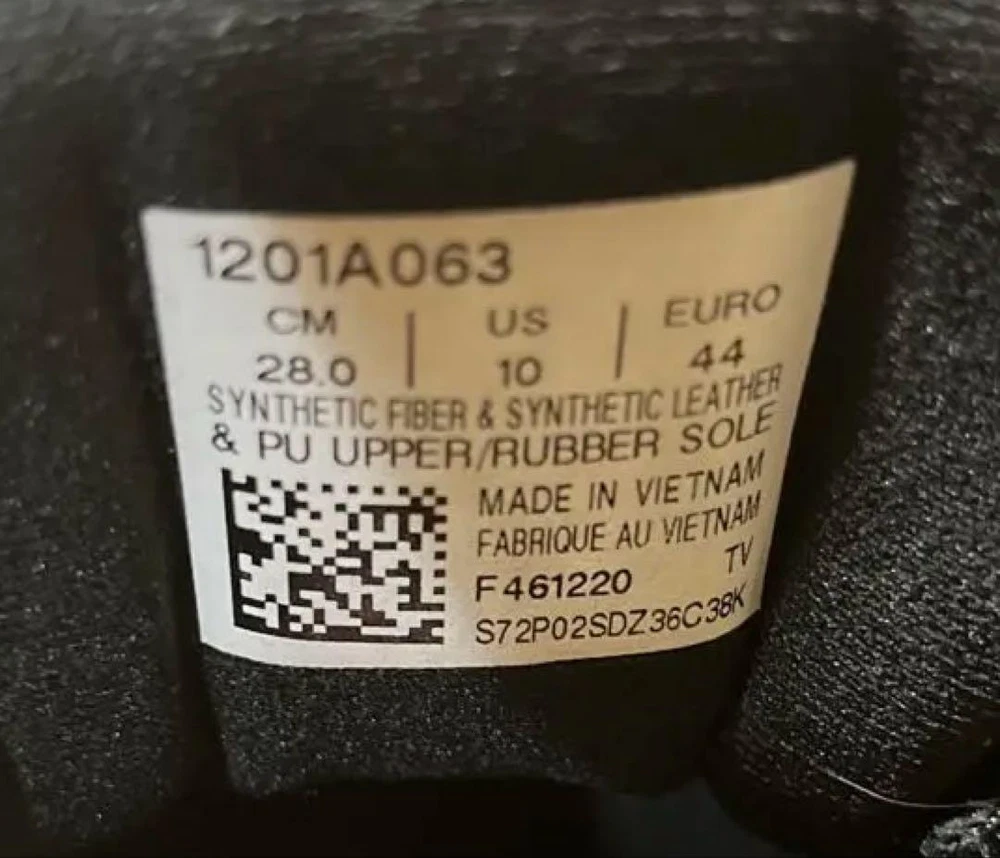 1201A063
CM | US | EURO
28.0 | 10 | 44
SYNTHETIC FIBER & SYNTHETIC LEATHER
& PU UPPER/RUBBER SOLE
MADE IN VIETNAM
FABRIQUE AU VIETNAM
TV
F461220
S72P02SDZ36C38K